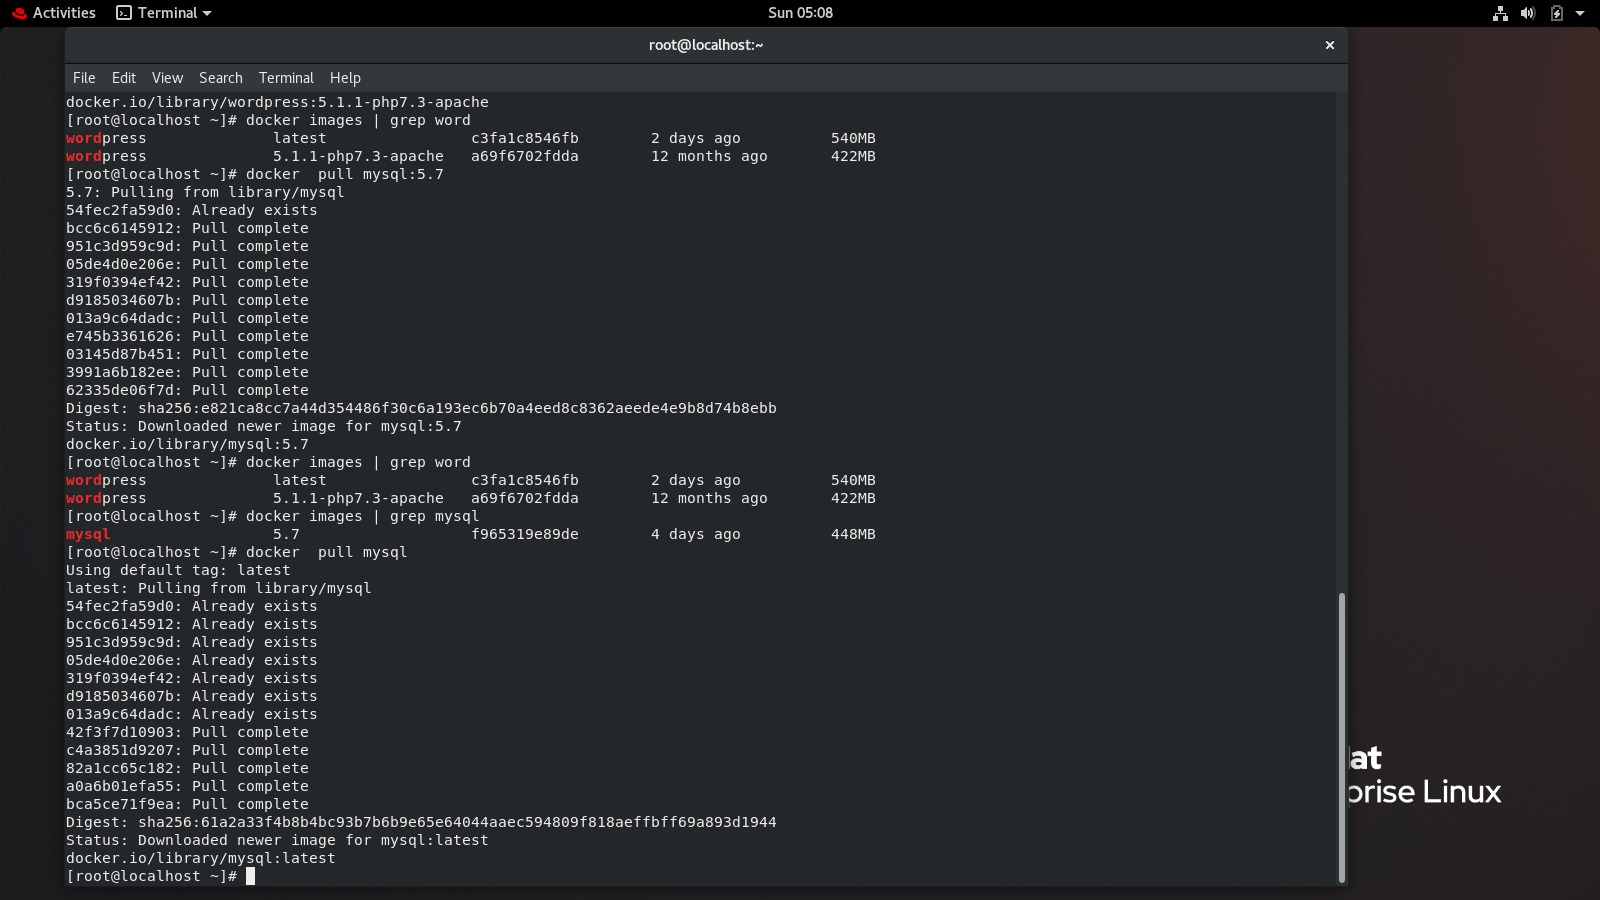 Activities Terminal Sun 05:08
root@localhost:~
File Edit View Search Terminal Help
docker.io/library/wordpress:5.1.1-php7.3-apache
[root@localhost ~]# docker images | grep word
wordpress latest c3fa1c8546fb 2 days ago 540MB
wordpress 5.1.1-php7.3-apache a69f6702fdda 12 months ago 422MB
[root@localhost ~]# docker  pull mysql:5.7
5.7: Pulling from library/mysql
54fec2fa59d0: Already exists
bcc6c6145912: Pull complete
951c3d959c9d: Pull complete
05de4d0e206e: Pull complete
319f0394ef42: Pull complete
d9185034607b: Pull complete
013a9c64dadc: Pull complete
e745b3361626: Pull complete
03145d87b451: Pull complete
3991a6b182ee: Pull complete
62335de06f7d: Pull complete
Digest: sha256:e821ca8cc7a44d354486f30c6a193ec6b70a4eed8c8362aeede4e9b8d74b8ebb
Status: Downloaded newer image for mysql:5.7
docker.io/library/mysql:5.7
[root@localhost ~]# docker images | grep word
wordpress latest c3fa1c8546fb 2 days ago 540MB
wordpress 5.1.1-php7.3-apache a69f6702fdda 12 months ago 422MB
[root@localhost ~]# docker images | grep mysql
mysql 5.7 f965319e89de 4 days ago 448MB
[root@localhost ~]# docker  pull mysql
Using default tag: latest
latest: Pulling from library/mysql
54fec2fa59d0: Already exists
bcc6c6145912: Already exists
951c3d959c9d: Already exists
05de4d0e206e: Already exists
319f0394ef42: Already exists
d9185034607b: Already exists
013a9c64dadc: Already exists
42f3f7d10903: Pull complete
c4a3851d9207: Pull complete
82a1cc65c182: Pull complete
a0a6b01efa55: Pull complete
bca5ce71f9ea: Pull complete
Digest: sha256:61a2a33f4b8b4bc93b7b6b9e65e64044aaec594809f818aeffbff69a893d1944
Status: Downloaded newer image for mysql:latest
docker.io/library/mysql:latest
[root@localhost ~]#
at
prise Linux